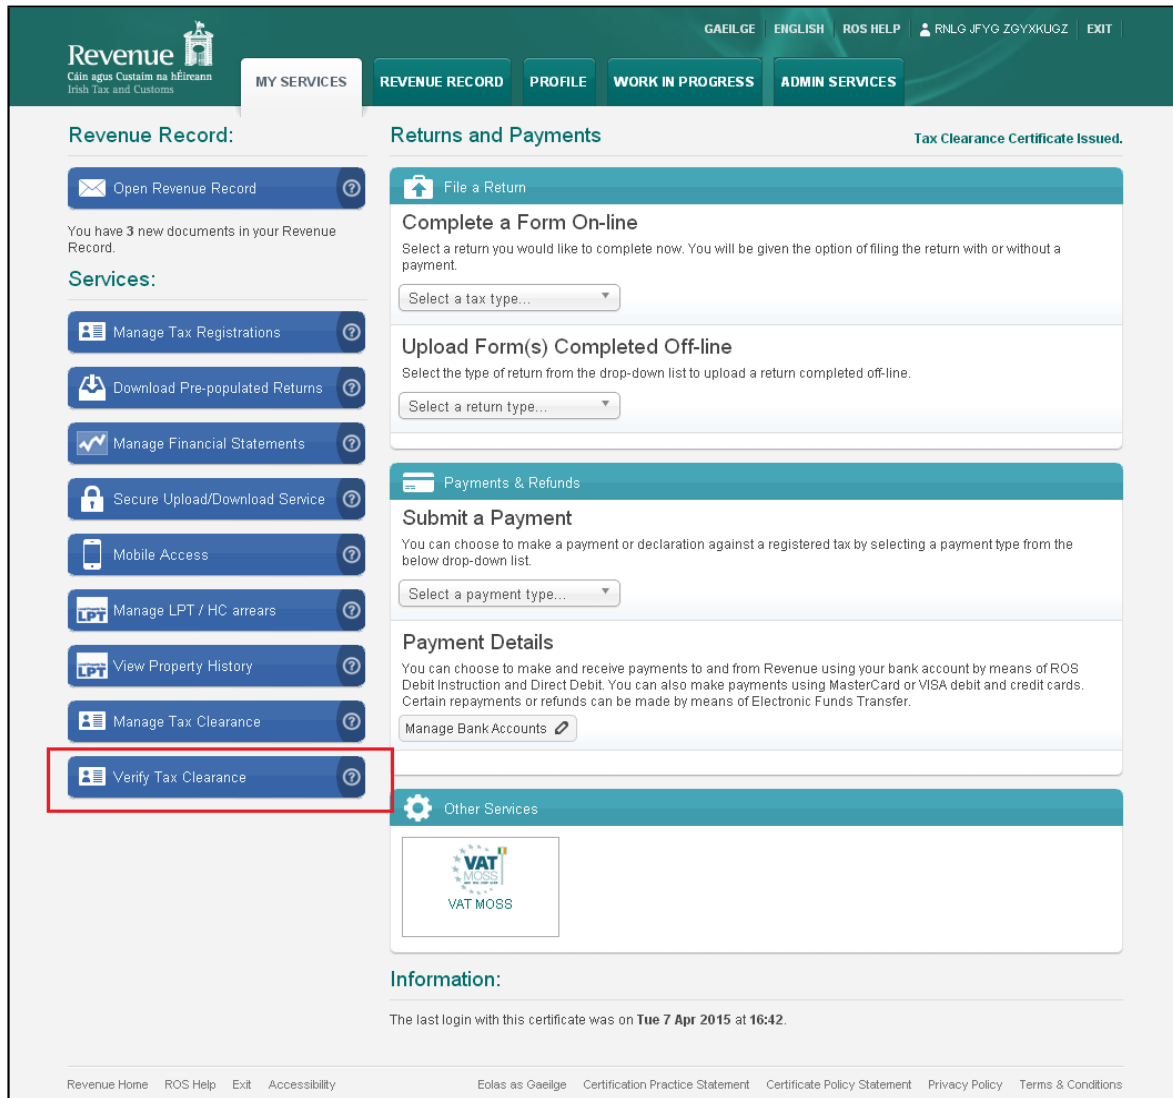 GAEILGE ENGLISH ROS HELP RNLG JFYG ZGYXKUGZ EXIT
Revenue
Cáin agus Custaim na hÉireann
Irish Tax and Customs
MY SERVICES REVENUE RECORD PROFILE WORK IN PROGRESS ADMIN SERVICES
Revenue Record:
Open Revenue Record ?
You have 3 new documents in your Revenue
Record.
Services:
Manage Tax Registrations ?
Download Pre-populated Returns ?
Manage Financial Statements ?
Secure Upload/Download Service ?
Mobile Access ?
LPT Manage LPT / HC arrears ?
LPT View Property History ?
Manage Tax Clearance ?
Verify Tax Clearance ?
Returns and Payments
Tax Clearance Certificate Issued.
File a Return
Complete a Form On-line
Select a return you would like to complete now. You will be given the option of filing the return with or without a
payment.
Select a tax type...
Upload Form(s) Completed Off-line
Select the type of return from the drop-down list to upload a return completed off-line.
Select a return type...
Payments & Refunds
Submit a Payment
You can choose to make a payment or declaration against a registered tax by selecting a payment type from the
below drop-down list.
Select a payment type...
Payment Details
You can choose to make and receive payments to and from Revenue using your bank account by means of ROS
Debit Instruction and Direct Debit. You can also make payments using MasterCard or VISA debit and credit cards.
Certain repayments or refunds can be made by means of Electronic Funds Transfer.
Manage Bank Accounts
Other Services
VAT
MOSS
VAT MOSS
Information:
The last login with this certificate was on Tue 7 Apr 2015 at 16:42.
Revenue Home ROS Help Exit Accessibility Eolas as Gaeilge Certification Practice Statement Certificate Policy Statement Privacy Policy Terms & Conditions